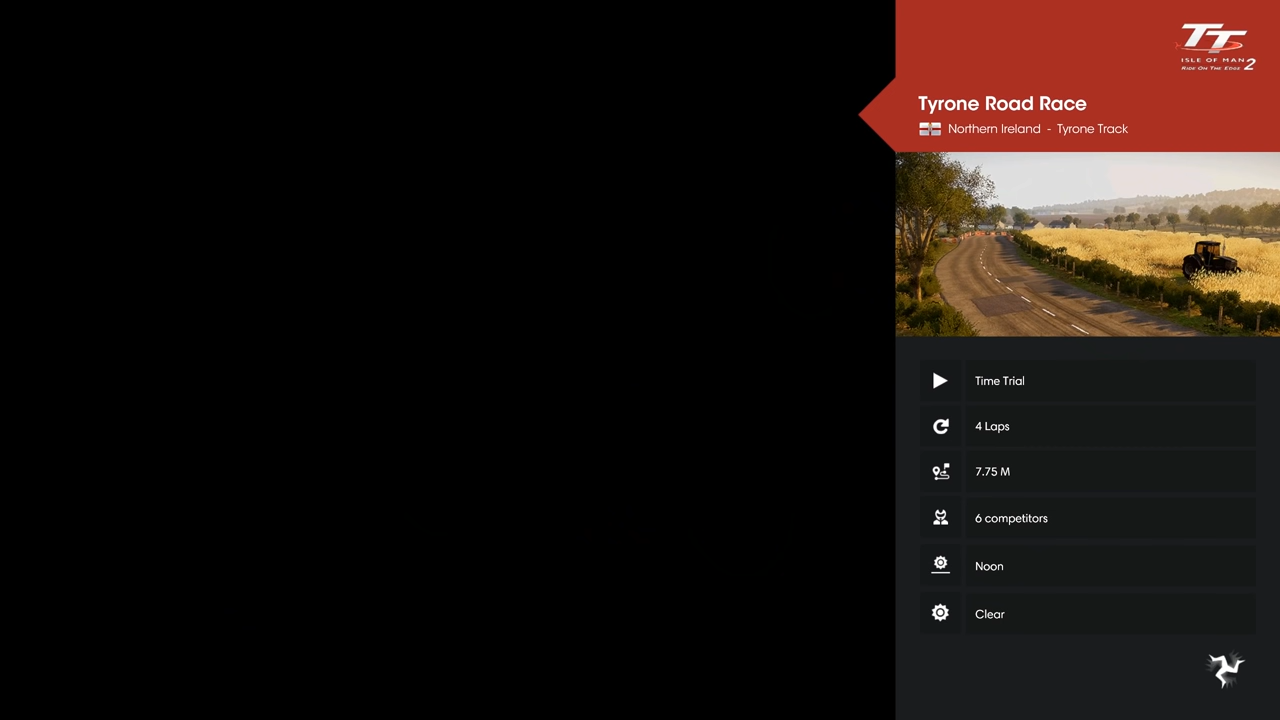 TT
ISLE OF MAN
RIDE ON THE EDGE 2
Tyrone Road Race
Northern Ireland - Tyrone Track
Time Trial
4 Laps
7.75 M
6 competitors
Noon
Clear